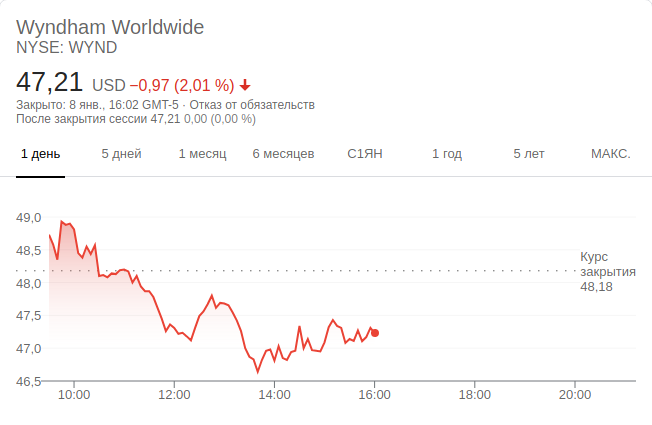 Wyndham Worldwide
NYSE: WYND
47,21 USD −0,97 (2,01 %)
Закрыто: 8 янв., 16:02 GMT-5 · Отказ от обязательств
После закрытия сессии 47,21 0,00 (0,00 %)
1 день 5 дней 1 месяц 6 месяцев С1ЯН 1 год 5 лет МАКС.
49,0
48,5
Курс
закрытия
48,18
48,0
47,5
47,0
46,5
10:00 12:00 14:00 16:00 18:00 20:00